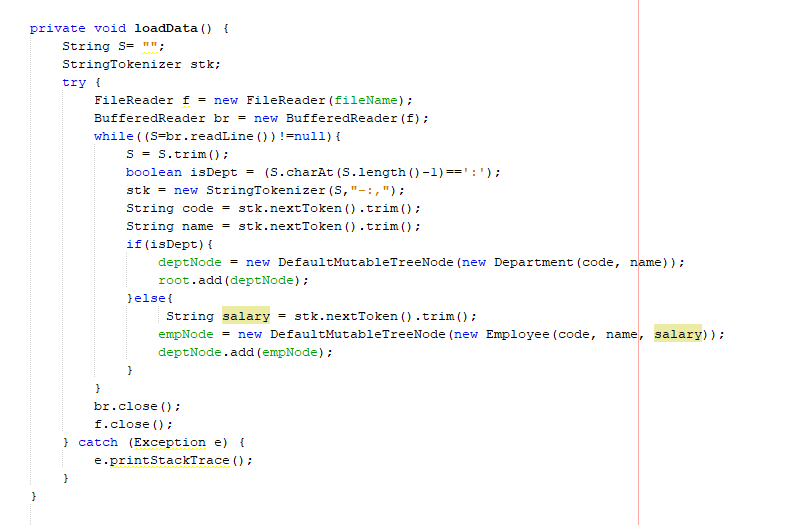 private void loadData() {
String S= "";
StringTokenizer stk;
try {
FileReader f = new FileReader(fileName);
BufferedReader br = new BufferedReader(f);
while((S=br.readLine())!=null){
S = S.trim();
boolean isDept = (S.charAt(S.length()-1)==':');
stk = new StringTokenizer(S,"-:,");
String code = stk.nextToken().trim();
String name = stk.nextToken().trim();
if(isDept){
deptNode = new DefaultMutableTreeNode(new Department(code, name));
root.add(deptNode);
}else{
String salary = stk.nextToken().trim();
empNode = new DefaultMutableTreeNode(new Employee(code, name, salary));
deptNode.add(empNode);
}
}
br.close();
f.close();
} catch (Exception e) {
e.printStackTrace();
}
}